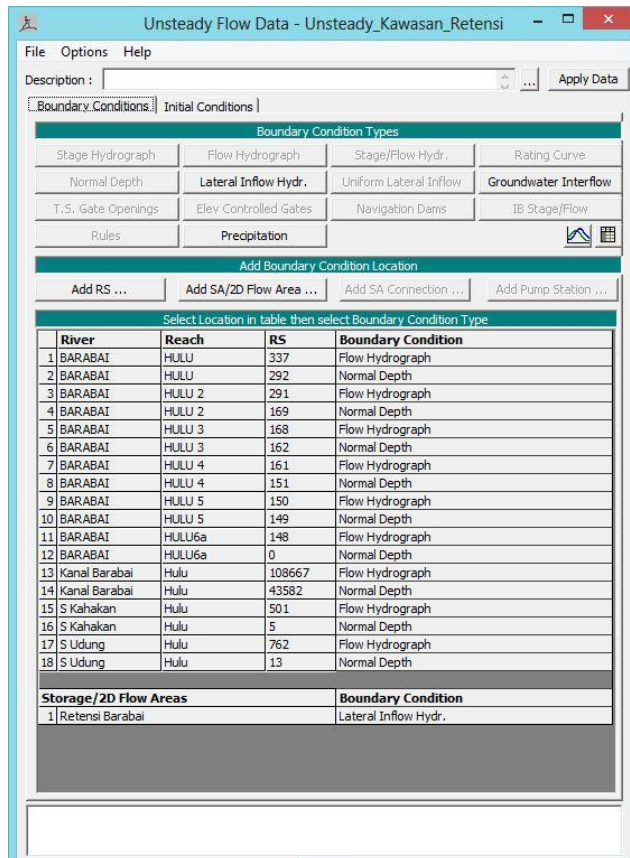 Unsteady Flow Data - Unsteady_Kawasan_Retensi
File Options Help
Description : ... Apply Data
Boundary Conditions Initial Conditions
Boundary Condition Types
Stage Hydrograph Flow Hydrograph Stage/Flow Hydr. Rating Curve
Normal Depth Lateral Inflow Hydr. Uniform Lateral Inflow Groundwater Interflow
T.S. Gate Openings Elev Controlled Gates Navigation Dams IB Stage/Flow
Rules Precipitation
Add Boundary Condition Location
Add RS ... Add SA/2D Flow Area ... Add SA Connection ... Add Pump Station ...
Select Location in table then select Boundary Condition Type
River Reach RS Boundary Condition
1 BARABAI HULU 337 Flow Hydrograph
2 BARABAI HULU 292 Normal Depth
3 BARABAI HULU 2 291 Flow Hydrograph
4 BARABAI HULU 2 169 Normal Depth
5 BARABAI HULU 3 168 Flow Hydrograph
6 BARABAI HULU 3 162 Normal Depth
7 BARABAI HULU 4 161 Flow Hydrograph
8 BARABAI HULU 4 151 Normal Depth
9 BARABAI HULU 5 150 Flow Hydrograph
10 BARABAI HULU 5 149 Normal Depth
11 BARABAI HULU6a 148 Flow Hydrograph
12 BARABAI HULU6a 0 Normal Depth
13 Kanal Barabai Hulu 108667 Flow Hydrograph
14 Kanal Barabai Hulu 43582 Normal Depth
15 S Kahakan Hulu 501 Flow Hydrograph
16 S Kahakan Hulu 5 Normal Depth
17 S Udung Hulu 762 Flow Hydrograph
18 S Udung Hulu 13 Normal Depth
Storage/2D Flow Areas Boundary Condition
1 Retensi Barabai Lateral Inflow Hydr.